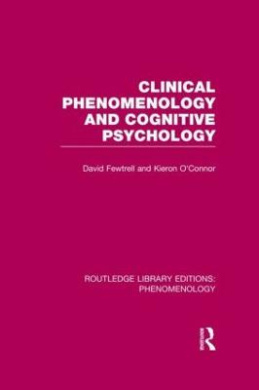 CLINICAL
PHENOMENOLOGY
AND COGNITIVE
PSYCHOLOGY
David Fewtrell and Kieron O'Connor
ROUTLEDGE LIBRARY EDITIONS:
PHENOMENOLOGY
Routledge